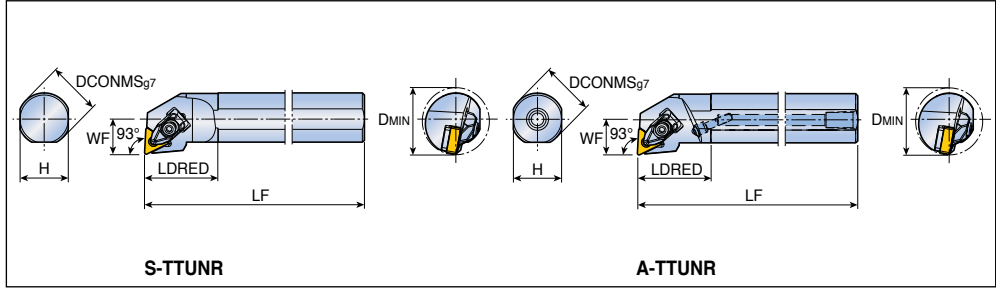 DCONMSg7
WF
93°
H
LDRED
LF
DMIN
S-TTUNR
DCONMSg7
WF
93°
H
LDRED
LF
DMIN
A-TTUNR